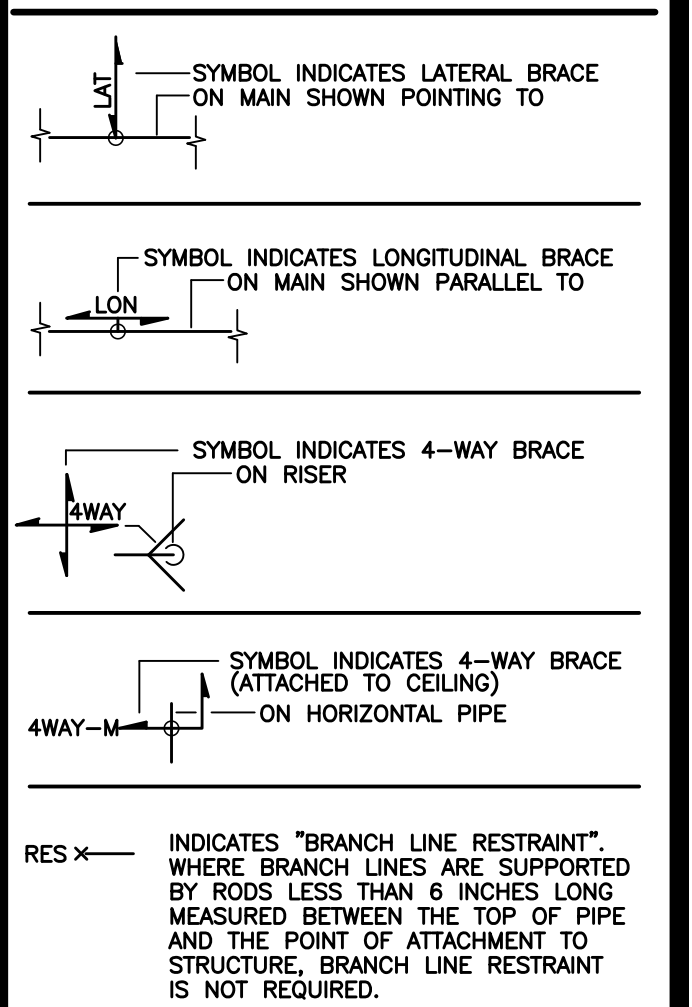 LAT
SYMBOL INDICATES LATERAL BRACE
ON MAIN SHOWN POINTING TO
SYMBOL INDICATES LONGITUDINAL BRACE
ON MAIN SHOWN PARALLEL TO
LON
SYMBOL INDICATES 4-WAY BRACE
ON RISER
4WAY
SYMBOL INDICATES 4-WAY BRACE
(ATTACHED TO CEILING)
ON HORIZONTAL PIPE
4WAY-M
RES
INDICATES "BRANCH LINE RESTRAINT".
WHERE BRANCH LINES ARE SUPPORTED
BY RODS LESS THAN 6 INCHES LONG
MEASURED BETWEEN THE TOP OF PIPE
AND THE POINT OF ATTACHMENT TO
STRUCTURE, BRANCH LINE RESTRAINT
IS NOT REQUIRED.